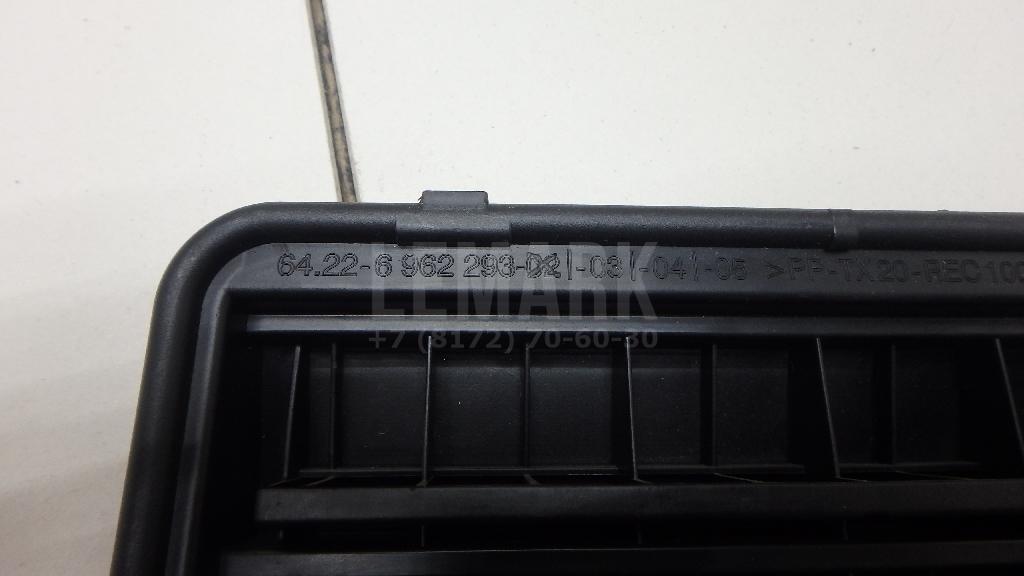 64.22-6 962 293-02|-03|-04|-05 >PP-TX20-REC100
LEMARK
+7 (8172) 70-60-30